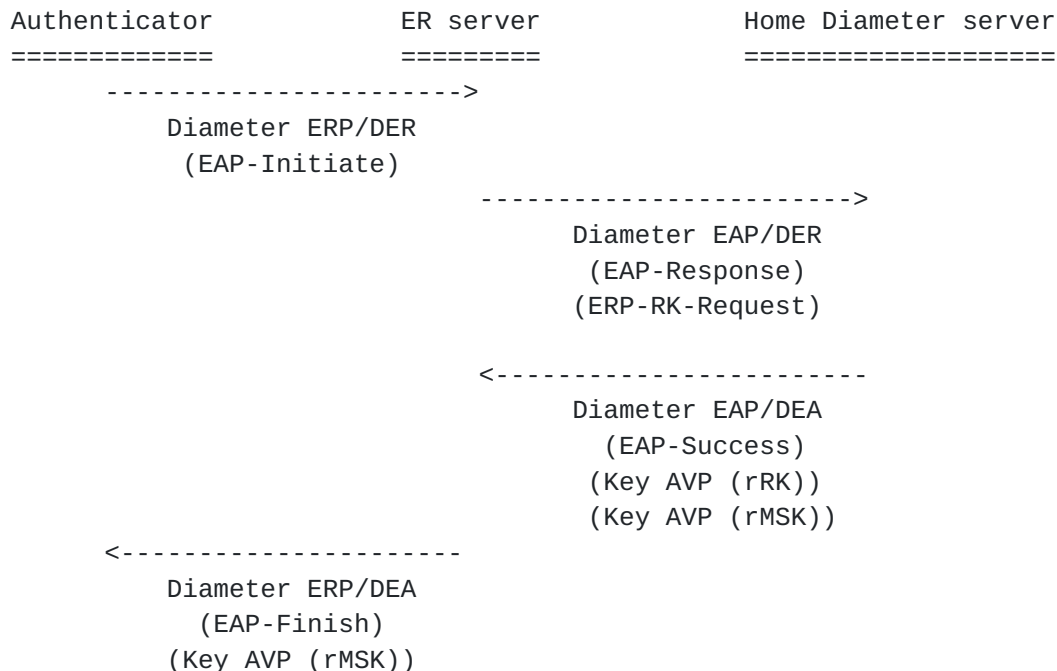 Authenticator ER server Home Diameter server
============= ========= ====================
----------------------->
Diameter ERP/DER
(EAP-Initiate)
------------------------>
Diameter EAP/DER
(EAP-Response)
(ERP-RK-Request)
<------------------------
Diameter EAP/DEA
(EAP-Success)
(Key AVP (rRK))
(Key AVP (rMSK))
<----------------------
Diameter ERP/DEA
(EAP-Finish)
(Key AVP (rMSK))